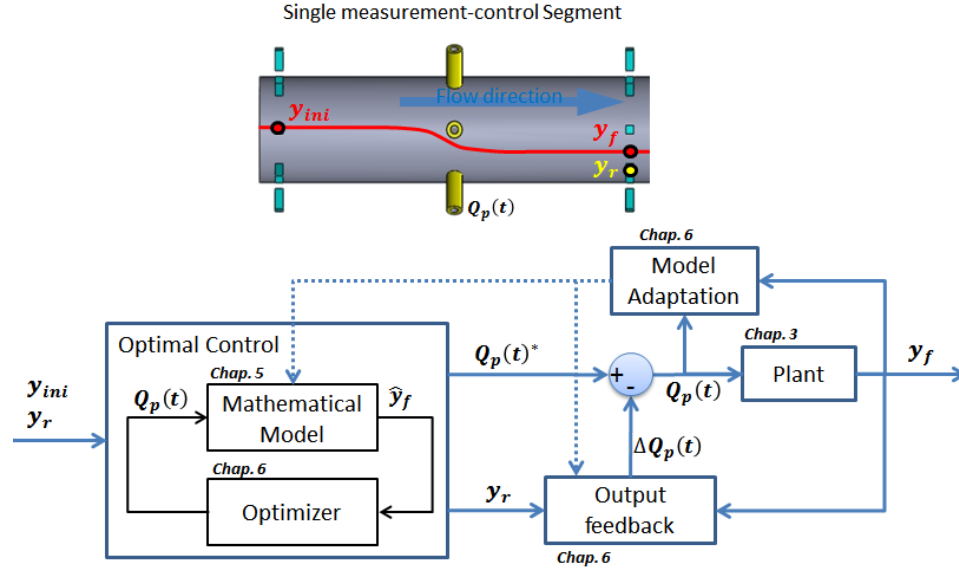 Single measurement-control Segment
Flow direction
y_ini
y_f
y_r
Q_p(t)
Chap. 6
Model
Adaptation
Optimal Control
Q_p(t)*
Chap. 3
y_f
y_ini
y_r
Q_p(t)
Chap. 5
Mathematical
Model
ŷ_f
+
-
Q_p(t)
Plant
ΔQ_p(t)
Chap. 6
Optimizer
y_r
Output
feedback
Chap. 6